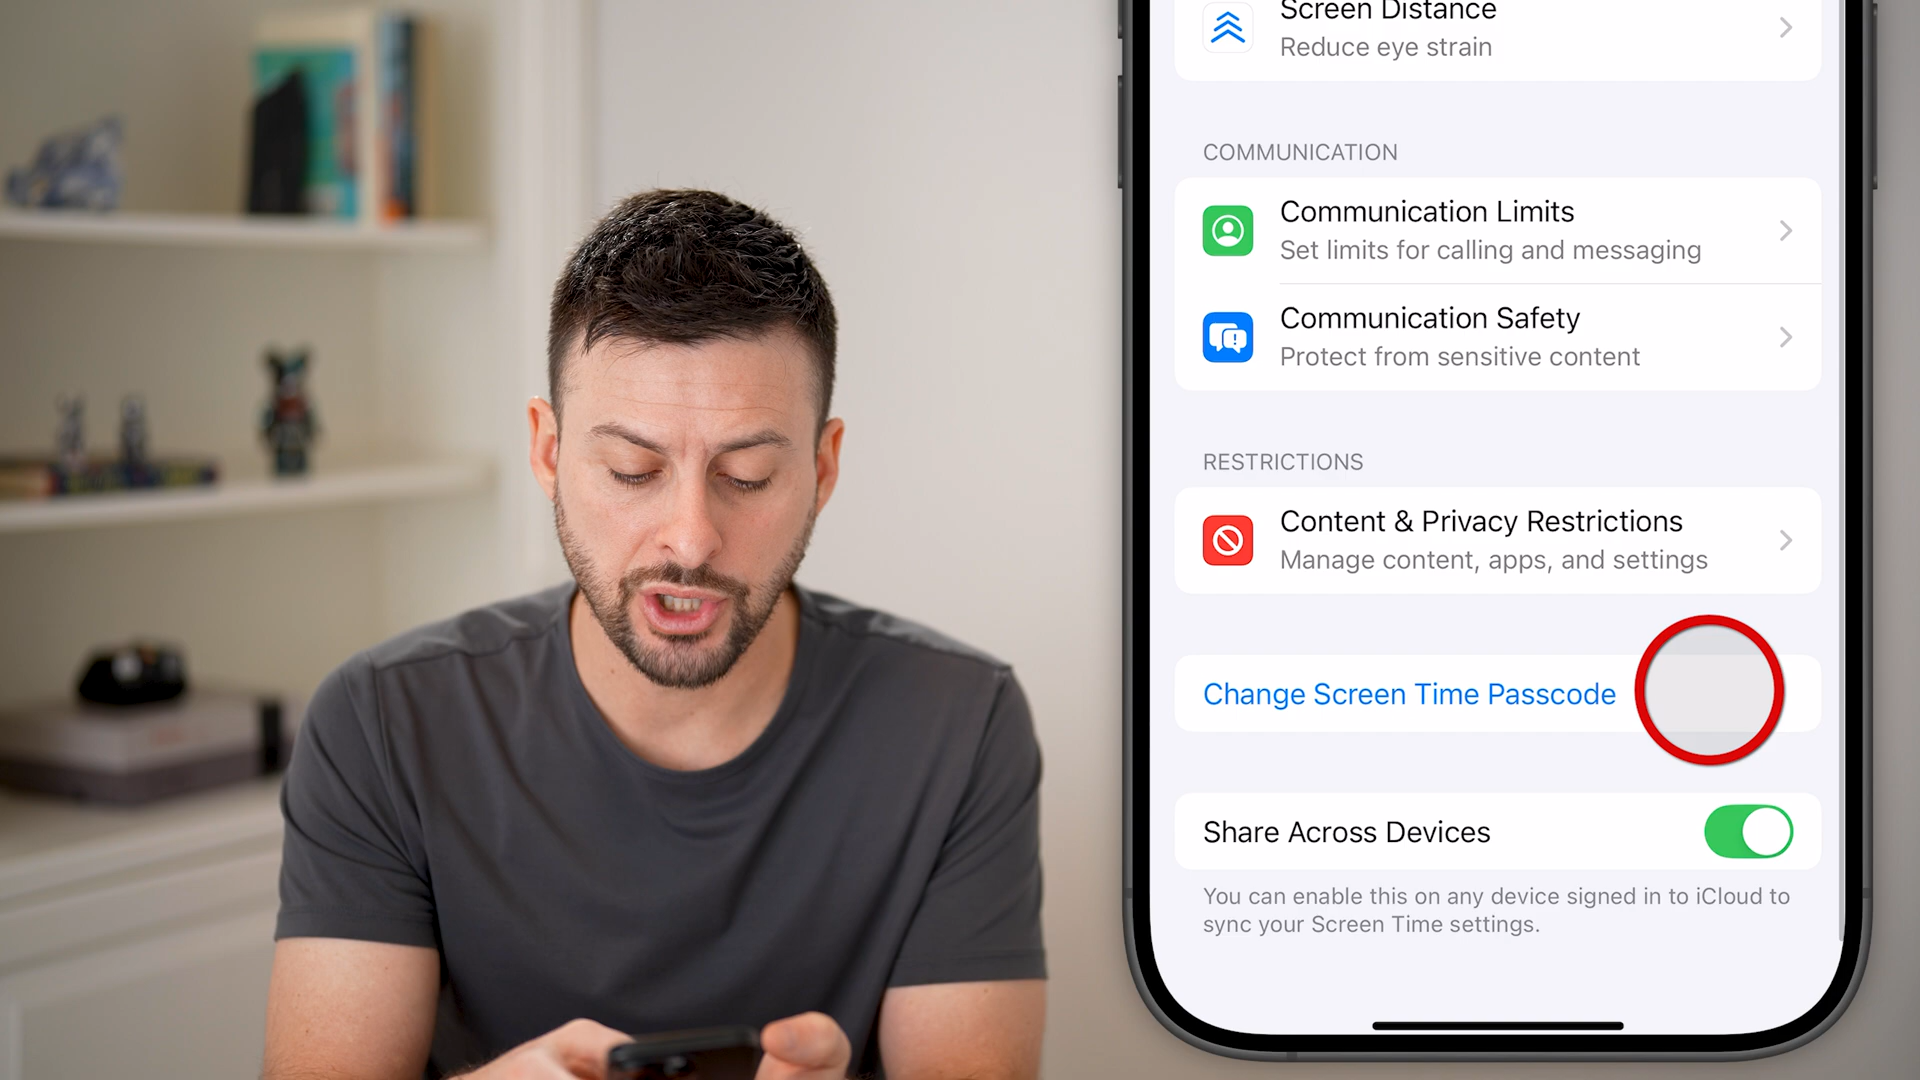 Screen Distance
Reduce eye strain
COMMUNICATION
Communication Limits
Set limits for calling and messaging
Communication Safety
Protect from sensitive content
RESTRICTIONS
Content & Privacy Restrictions
Manage content, apps, and settings
Change Screen Time Passcode
Share Across Devices
You can enable this on any device signed in to iCloud to
sync your Screen Time settings.